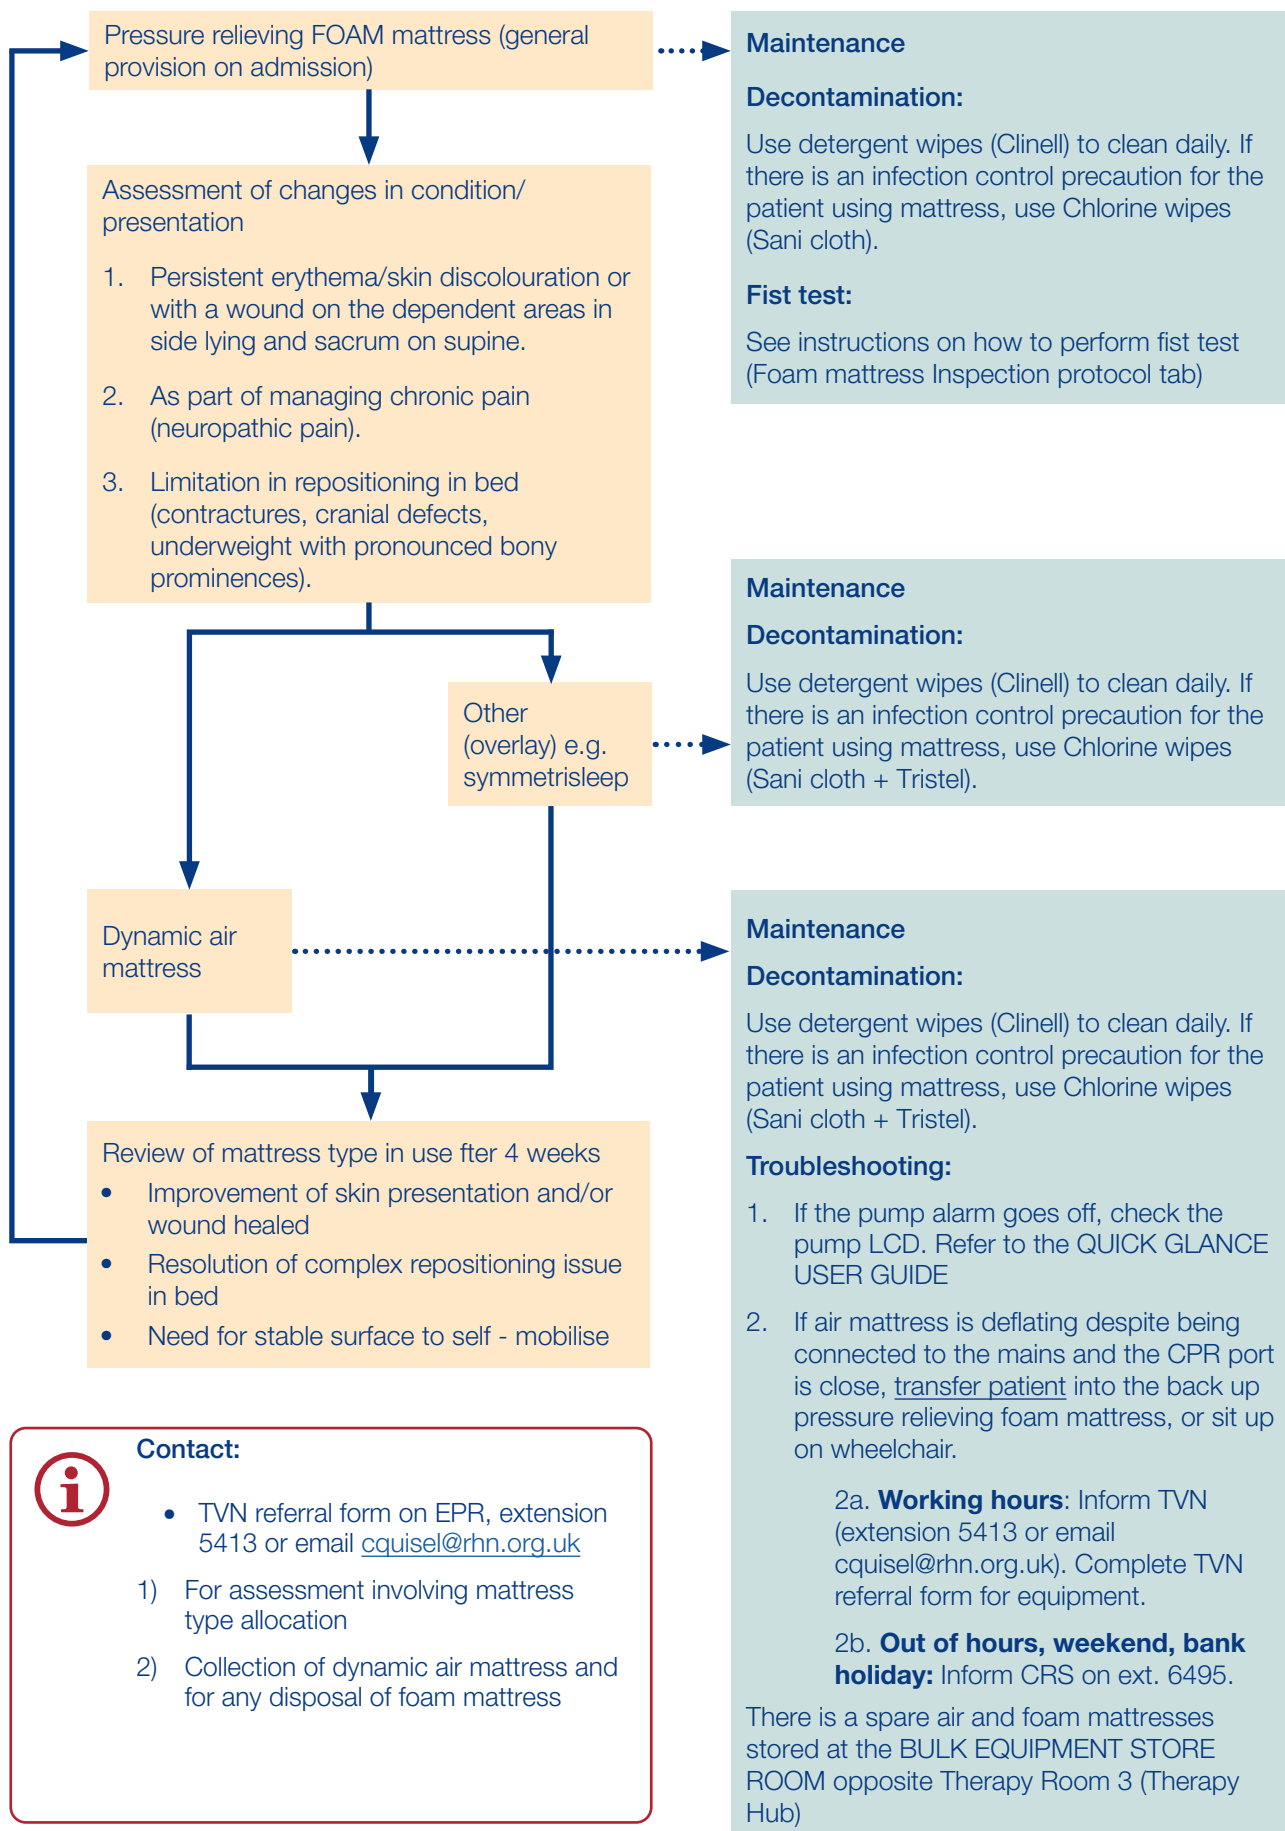 Pressure relieving FOAM mattress (general
provision on admission)
Maintenance
Decontamination:
Use detergent wipes (Clinell) to clean daily. If
there is an infection control precaution for the
patient using mattress, use Chlorine wipes
(Sani cloth).
Fist test:
See instructions on how to perform fist test
(Foam mattress Inspection protocol tab)
Assessment of changes in condition/
presentation
1. Persistent erythema/skin discolouration or
with a wound on the dependent areas in
side lying and sacrum on supine.
2. As part of managing chronic pain
(neuropathic pain).
3. Limitation in repositioning in bed
(contractures, cranial defects,
underweight with pronounced bony
prominences).
Other
(overlay) e.g.
symmetrisleep
Maintenance
Decontamination:
Use detergent wipes (Clinell) to clean daily. If
there is an infection control precaution for the
patient using mattress, use Chlorine wipes
(Sani cloth + Tristel).
Dynamic air
mattress
Maintenance
Decontamination:
Use detergent wipes (Clinell) to clean daily. If
there is an infection control precaution for the
patient using mattress, use Chlorine wipes
(Sani cloth + Tristel).
Troubleshooting:
1. If the pump alarm goes off, check the
pump LCD. Refer to the QUICK GLANCE
USER GUIDE
2. If air mattress is deflating despite being
connected to the mains and the CPR port
is close, transfer patient into the back up
pressure relieving foam mattress, or sit up
on wheelchair.
2a. Working hours: Inform TVN
(extension 5413 or email
cquisel@rhn.org.uk). Complete TVN
referral form for equipment.
2b. Out of hours, weekend, bank
holiday: Inform CRS on ext. 6495.
There is a spare air and foam mattresses
stored at the BULK EQUIPMENT STORE
ROOM opposite Therapy Room 3 (Therapy
Hub)
Review of mattress type in use fter 4 weeks
• Improvement of skin presentation and/or
wound healed
• Resolution of complex repositioning issue
in bed
• Need for stable surface to self - mobilise
i
Contact:
• TVN referral form on EPR, extension
5413 or email cquisel@rhn.org.uk
1) For assessment involving mattress
type allocation
2) Collection of dynamic air mattress and
for any disposal of foam mattress